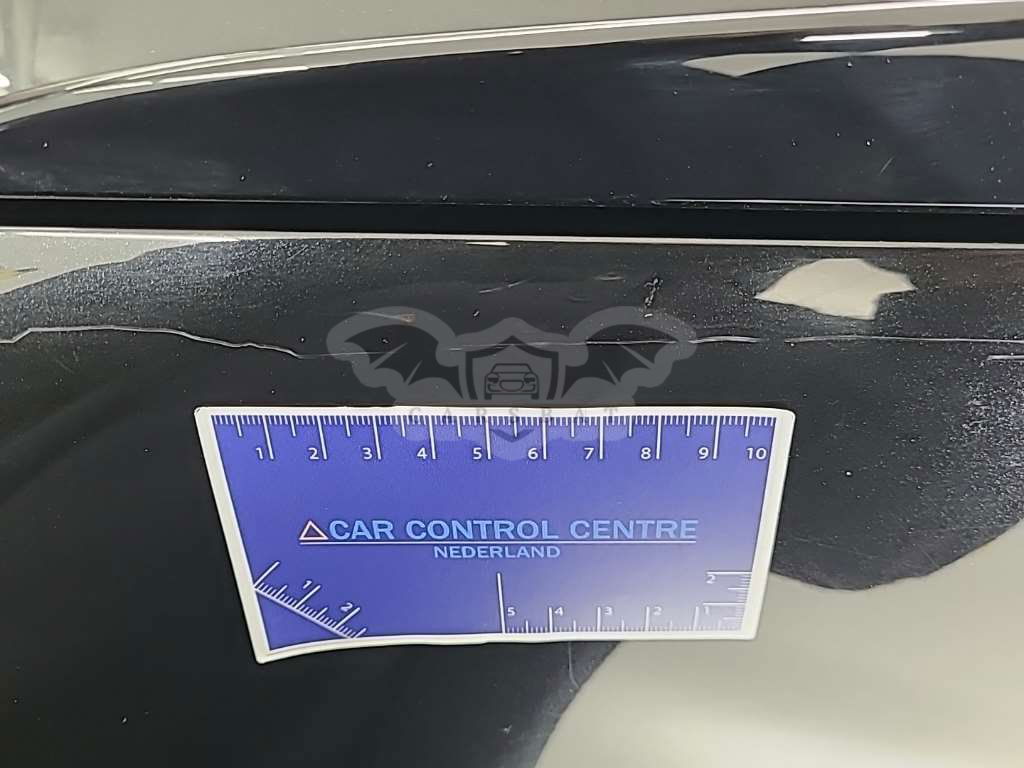 CARSBAT
1 2 3 4 5 6 7 8 9 10
CAR CONTROL CENTRE
NEDERLAND
1 2
2
5 4 3 2 1